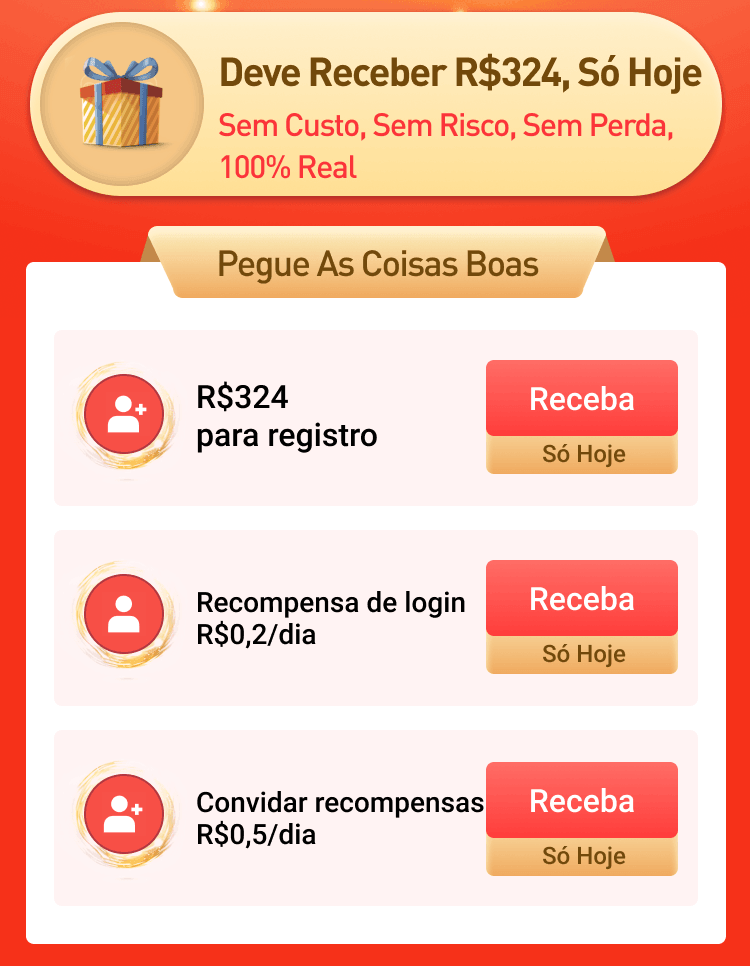 Deve Receber R$324, Só Hoje
Sem Custo, Sem Risco, Sem Perda,
100% Real
Pegue As Coisas Boas
R$324
para registro
Receba
Só Hoje
Recompensa de login
R$0,2/dia
Receba
Só Hoje
Convidar recompensas
R$0,5/dia
Receba
Só Hoje